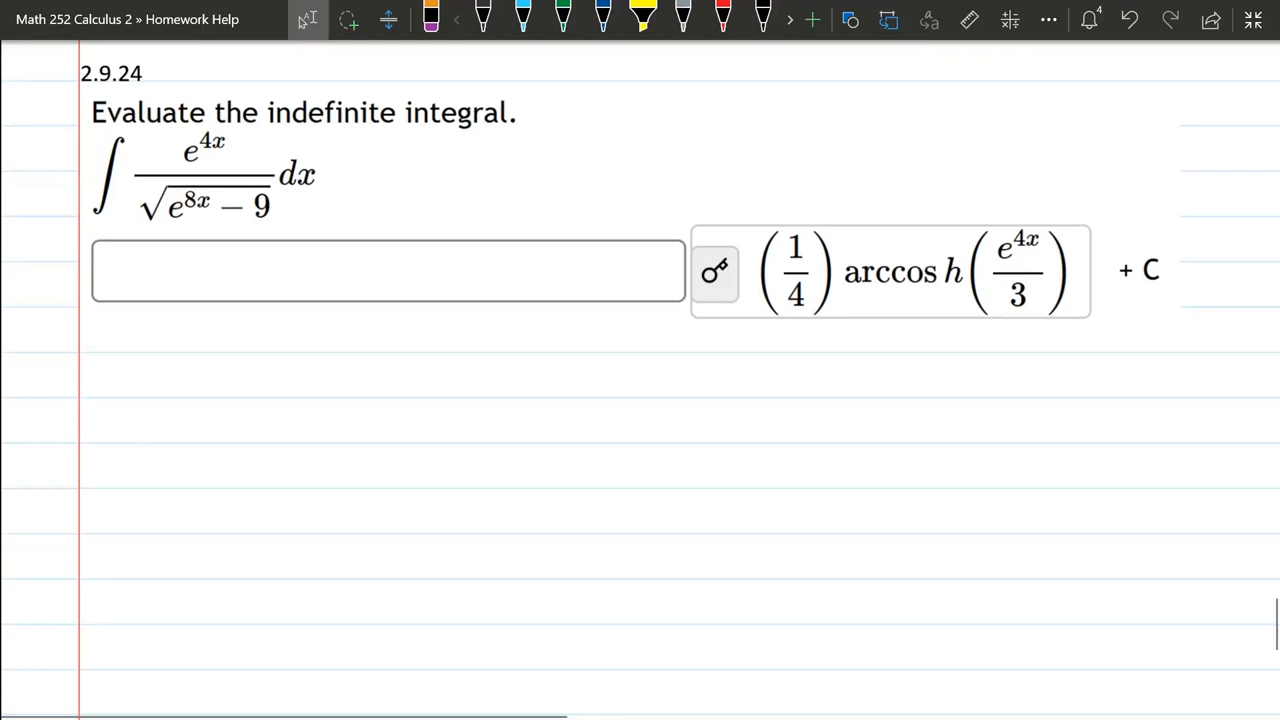 Math 252 Calculus 2 » Homework Help
4
2.9.24
Evaluate the indefinite integral.
∫ e^{4x} / √(e^{8x} − 9) dx
(1/4) arccos h(e^{4x}/3) + C